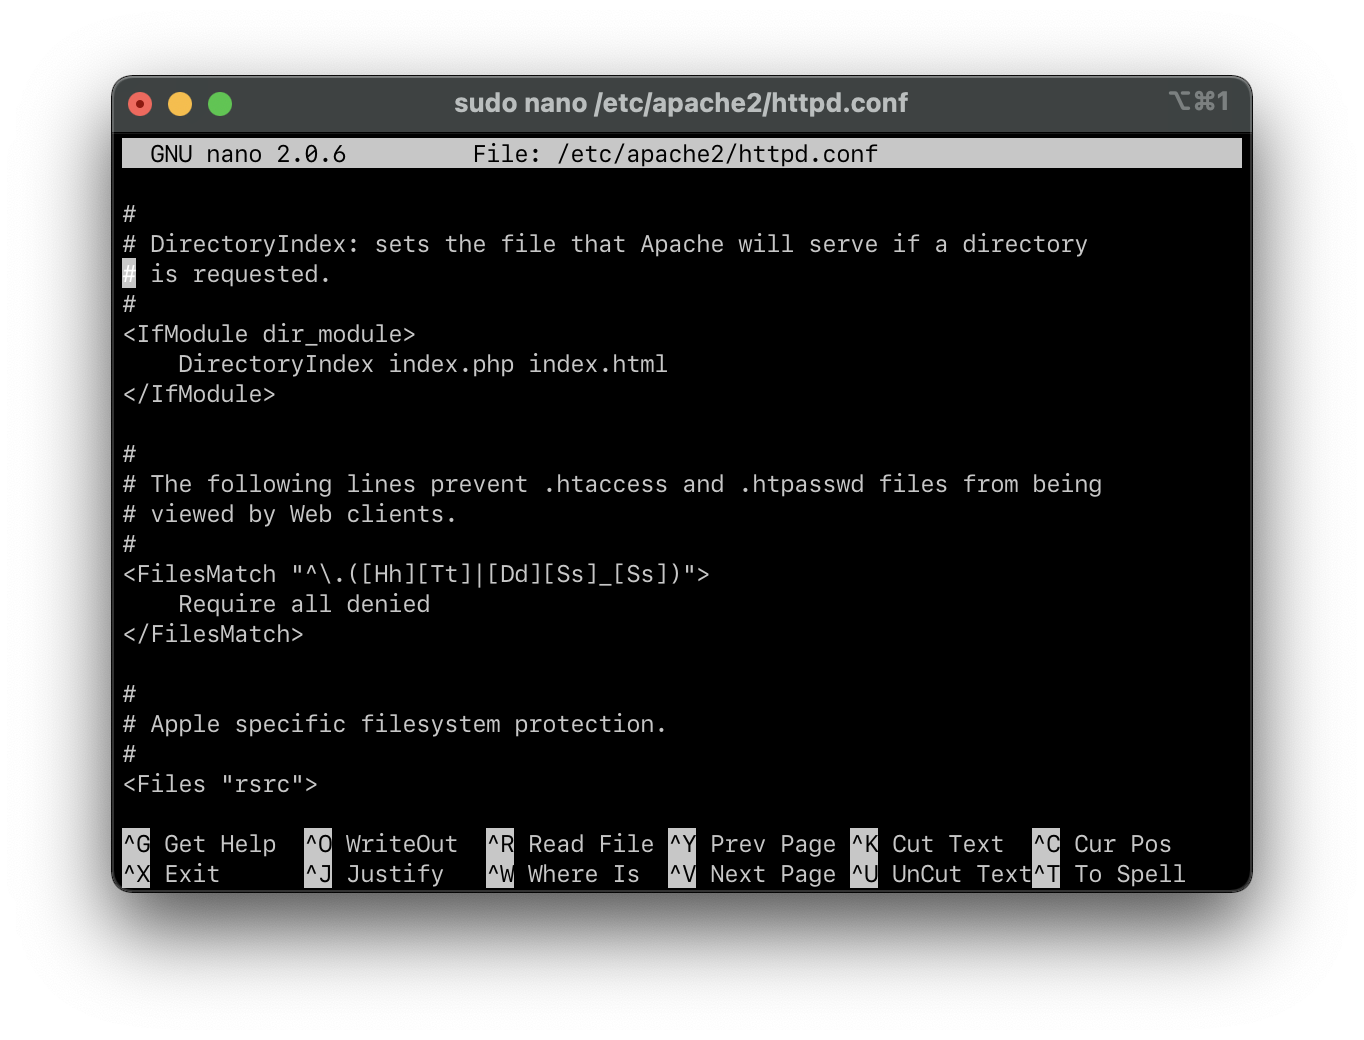 sudo nano /etc/apache2/httpd.conf ⌥⌘1
GNU nano 2.0.6 File: /etc/apache2/httpd.conf
#
# DirectoryIndex: sets the file that Apache will serve if a directory
# is requested.
#
<IfModule dir_module>
    DirectoryIndex index.php index.html
</IfModule>
#
# The following lines prevent .htaccess and .htpasswd files from being
# viewed by Web clients.
#
<FilesMatch "^\.([Hh][Tt]|[Dd][Ss]_[Ss])">
    Require all denied
</FilesMatch>
#
# Apple specific filesystem protection.
#
<Files "rsrc">
^G Get Help ^O WriteOut ^R Read File ^Y Prev Page ^K Cut Text ^C Cur Pos
^X Exit ^J Justify ^W Where Is ^V Next Page ^U UnCut Text ^T To Spell